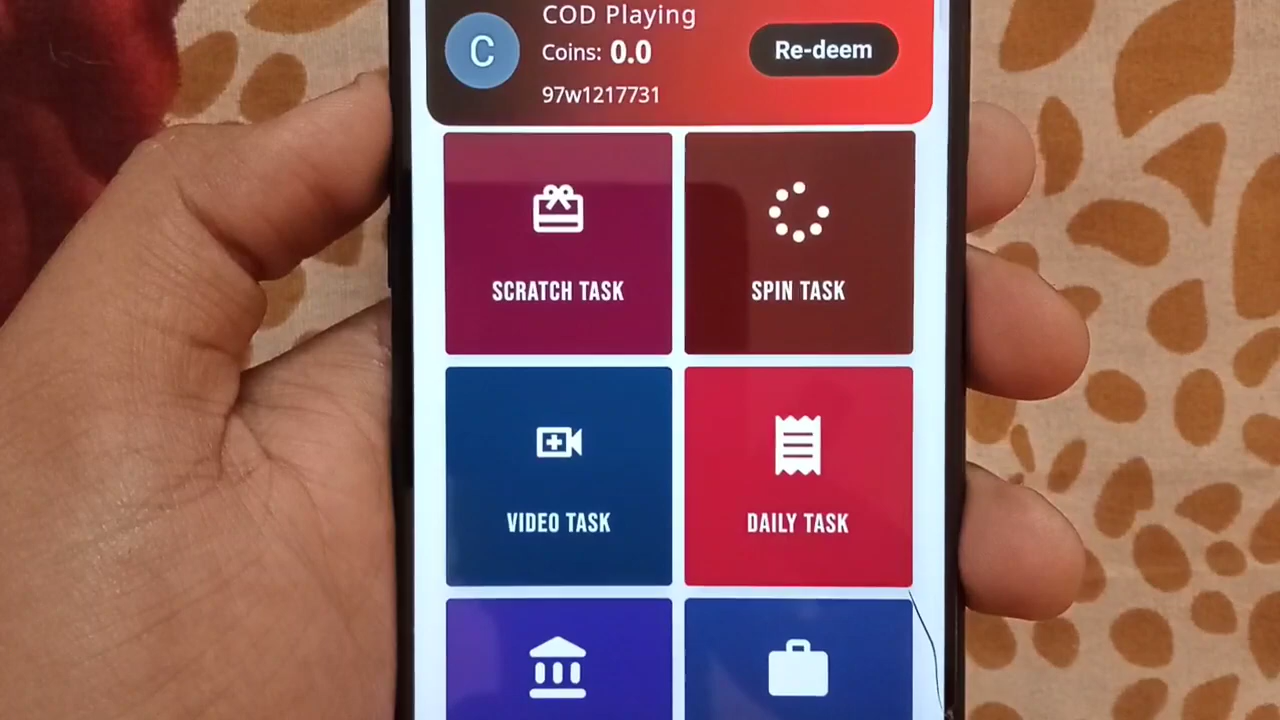 COD Playing
C
Coins: 0.0
Re-deem
97w1217731
SCRATCH TASK
SPIN TASK
VIDEO TASK
DAILY TASK